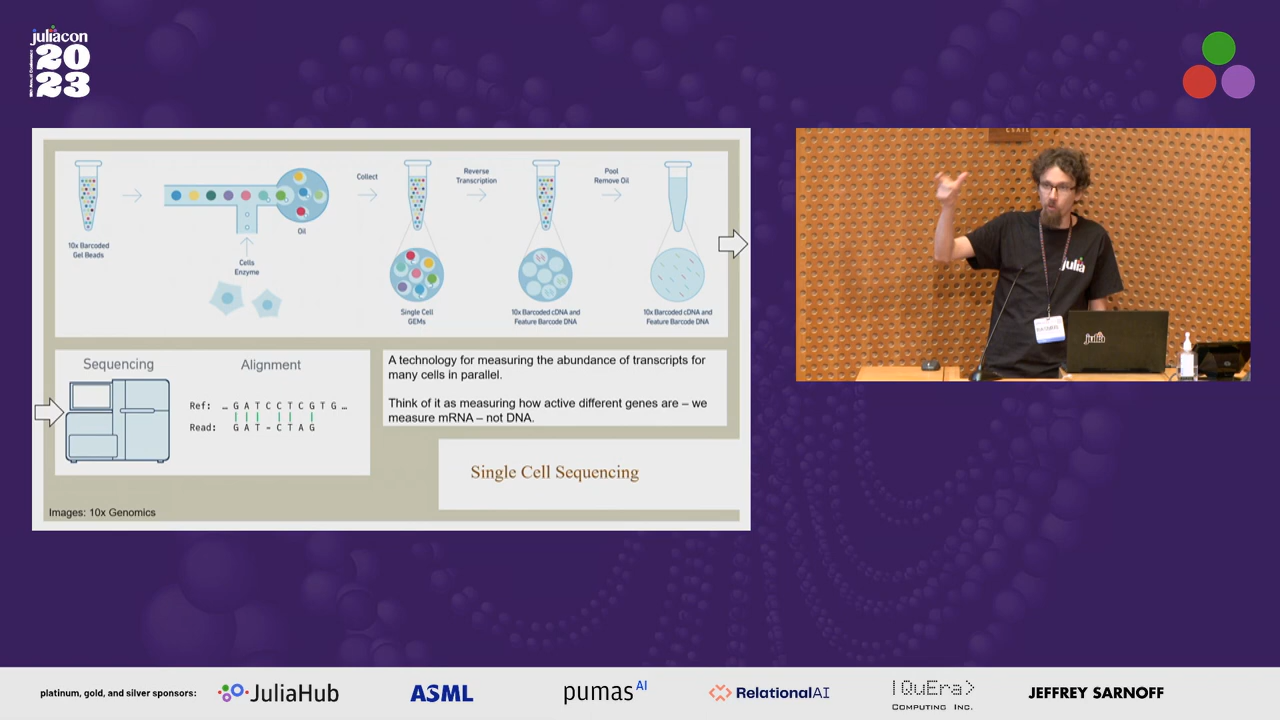 juliacon
20
23
Collect
Reverse
Transcription
Pool
Remove Oil
Oil
10x Barcoded
Gel Beads
Cells
Enzyme
Single Cell
GEMs
10x Barcoded cDNA and
Feature Barcode DNA
10x Barcoded cDNA and
Feature Barcode DNA
Sequencing
Alignment
Ref: … G A T C C T C G T G …
Read: G A T - C T A G
A technology for measuring the abundance of transcripts for
many cells in parallel.
Think of it as measuring how active different genes are – we
measure mRNA – not DNA.
Single Cell Sequencing
Images: 10x Genomics
julia
julia
platinum, gold, and silver sponsors:
JuliaHub
ASML
pumas AI
RelationalAI
|QuEra>
COMPUTING INC.
JEFFREY SARNOFF